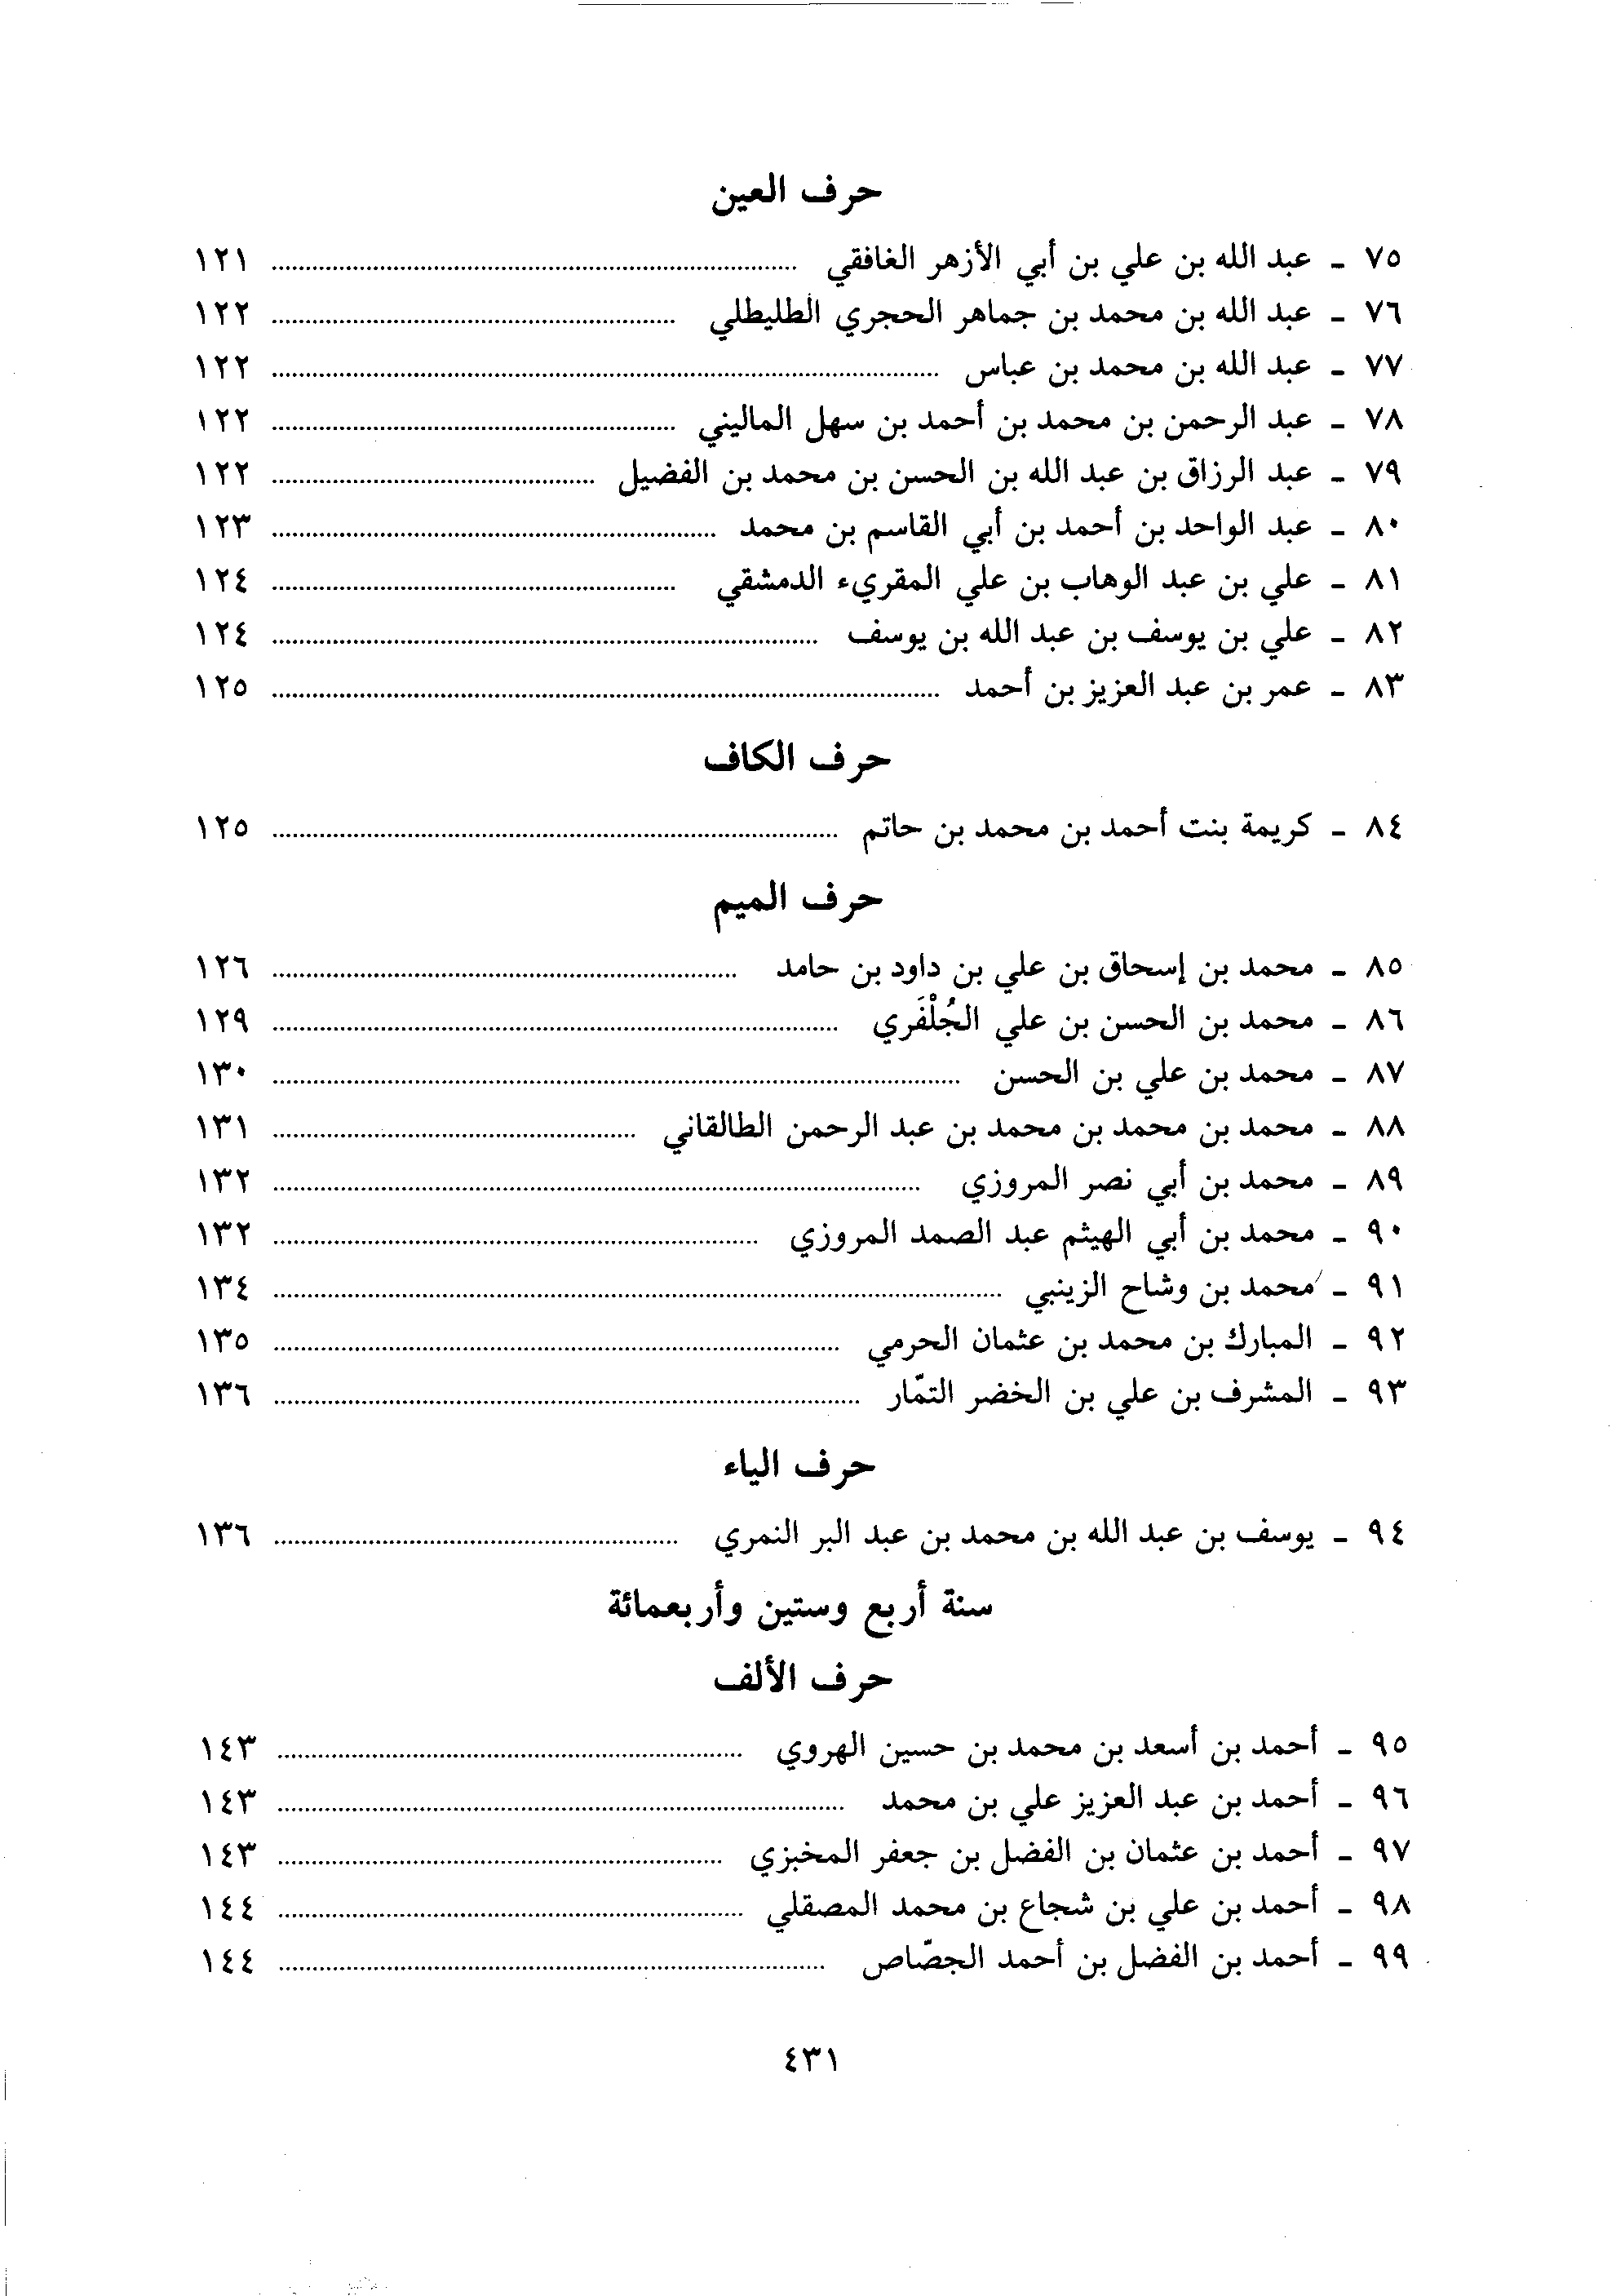 حرف العين
٧٥ - عبد الله بن علي بن أبي الأزهر الغافقي ........ ١٢١
٧٦ - عبد الله بن محمد بن جماهر الحجري الطليطلي ........ ١٢٢
٧٧ - عبد الله بن محمد بن عباس ........ ١٢٢
٧٨ - عبد الرحمن بن محمد بن أحمد بن سهل الماليني ........ ١٢٢
٧٩ - عبد الرزاق بن عبد الله بن الحسن بن محمد بن الفضيل ........ ١٢٢
٨٠ - عبد الواحد بن أحمد بن أبي القاسم بن محمد ........ ١٢٣
٨١ - علي بن عبد الوهاب بن علي المقريء الدمشقي ........ ١٢٤
٨٢ - علي بن يوسف بن عبد الله بن يوسف ........ ١٢٤
٨٣ - عمر بن عبد العزيز بن أحمد ........ ١٢٥
حرف الكاف
٨٤ - كريمة بنت أحمد بن محمد بن حاتم ........ ١٢٥
حرف الميم
٨٥ - محمد بن إسحاق بن علي بن داود بن حامد ........ ١٢٦
٨٦ - محمد بن الحسن بن علي الجُلْفَري ........ ١٢٩
٨٧ - محمد بن علي بن الحسن ........ ١٣٠
٨٨ - محمد بن محمد بن محمد بن عبد الرحمن الطالقاني ........ ١٣١
٨٩ - محمد بن أبي نصر المروزي ........ ١٣٢
٩٠ - محمد بن أبي الهيثم عبد الصمد المروزي ........ ١٣٢
٩١ - محمد بن وشاح الزينبي ........ ١٣٤
٩٢ - المبارك بن محمد بن عثمان الحرمي ........ ١٣٥
٩٣ - المشرف بن علي بن الخضر التمّار ........ ١٣٦
حرف الياء
٩٤ - يوسف بن عبد الله بن محمد بن عبد البر النمري ........ ١٣٦
سنة أربع وستين وأربعمائة
حرف الألف
٩٥ - أحمد بن أسعد بن محمد بن حسين الهروي ........ ١٤٣
٩٦ - أحمد بن عبد العزيز علي بن محمد ........ ١٤٣
٩٧ - أحمد بن عثمان بن الفضل بن جعفر المخبزي ........ ١٤٣
٩٨ - أحمد بن علي بن شجاع بن محمد المصقلي ........ ١٤٤
٩٩ - أحمد بن الفضل بن أحمد الجصّاص ........ ١٤٤
٤٣١